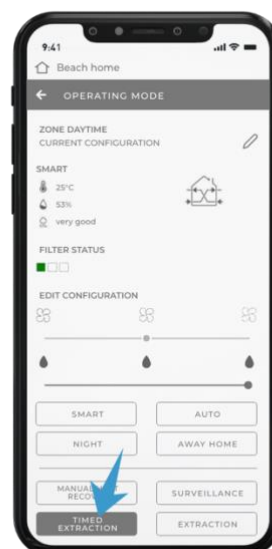 9:41
Beach home
OPERATING MODE
ZONE DAYTIME
CURRENT CONFIGURATION
SMART
25°C
53%
very good
FILTER STATUS
EDIT CONFIGURATION
SMART
AUTO
NIGHT
AWAY HOME
MANUAL
RECO
SURVEILLANCE
TIMED
EXTRACTION
EXTRACTION